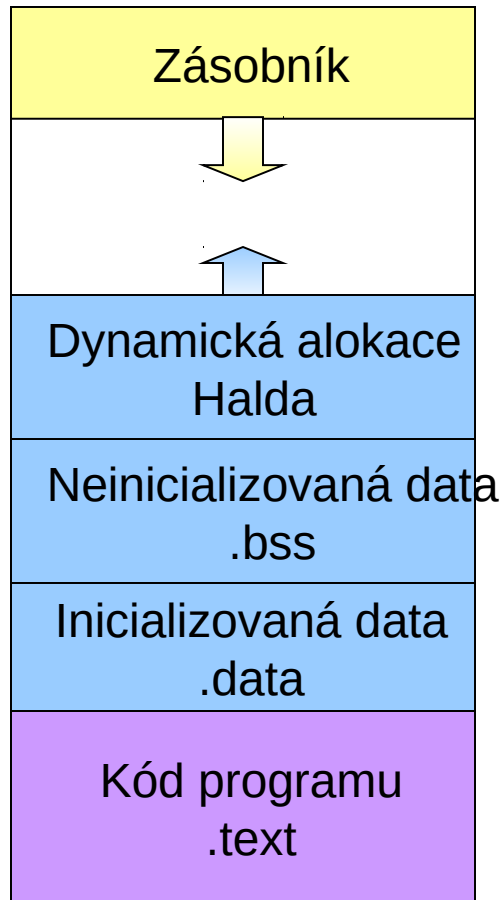 Zásobník
Dynamická alokace
Halda
Neinicializovaná data
.bss
Inicializovaná data
.data
Kód programu
.text